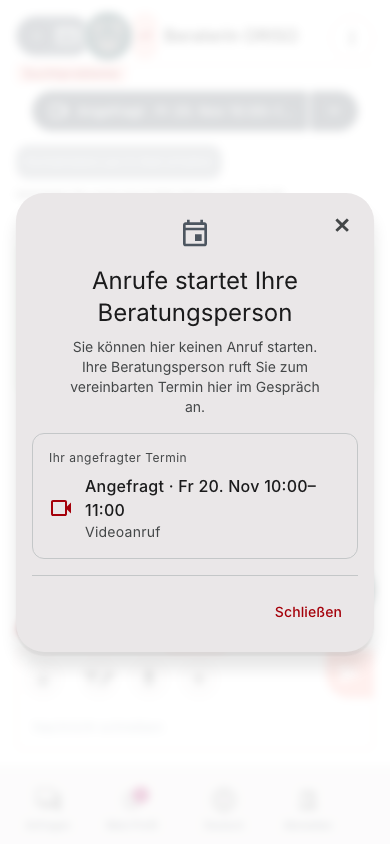 Anrufe startet Ihre
Beratungsperson
Sie können hier keinen Anruf starten.
Ihre Beratungsperson ruft Sie zum
vereinbarten Termin hier im Gespräch
an.
Ihr angefragter Termin
Angefragt · Fr 20. Nov 10:00–
11:00
Videoanruf
Schließen